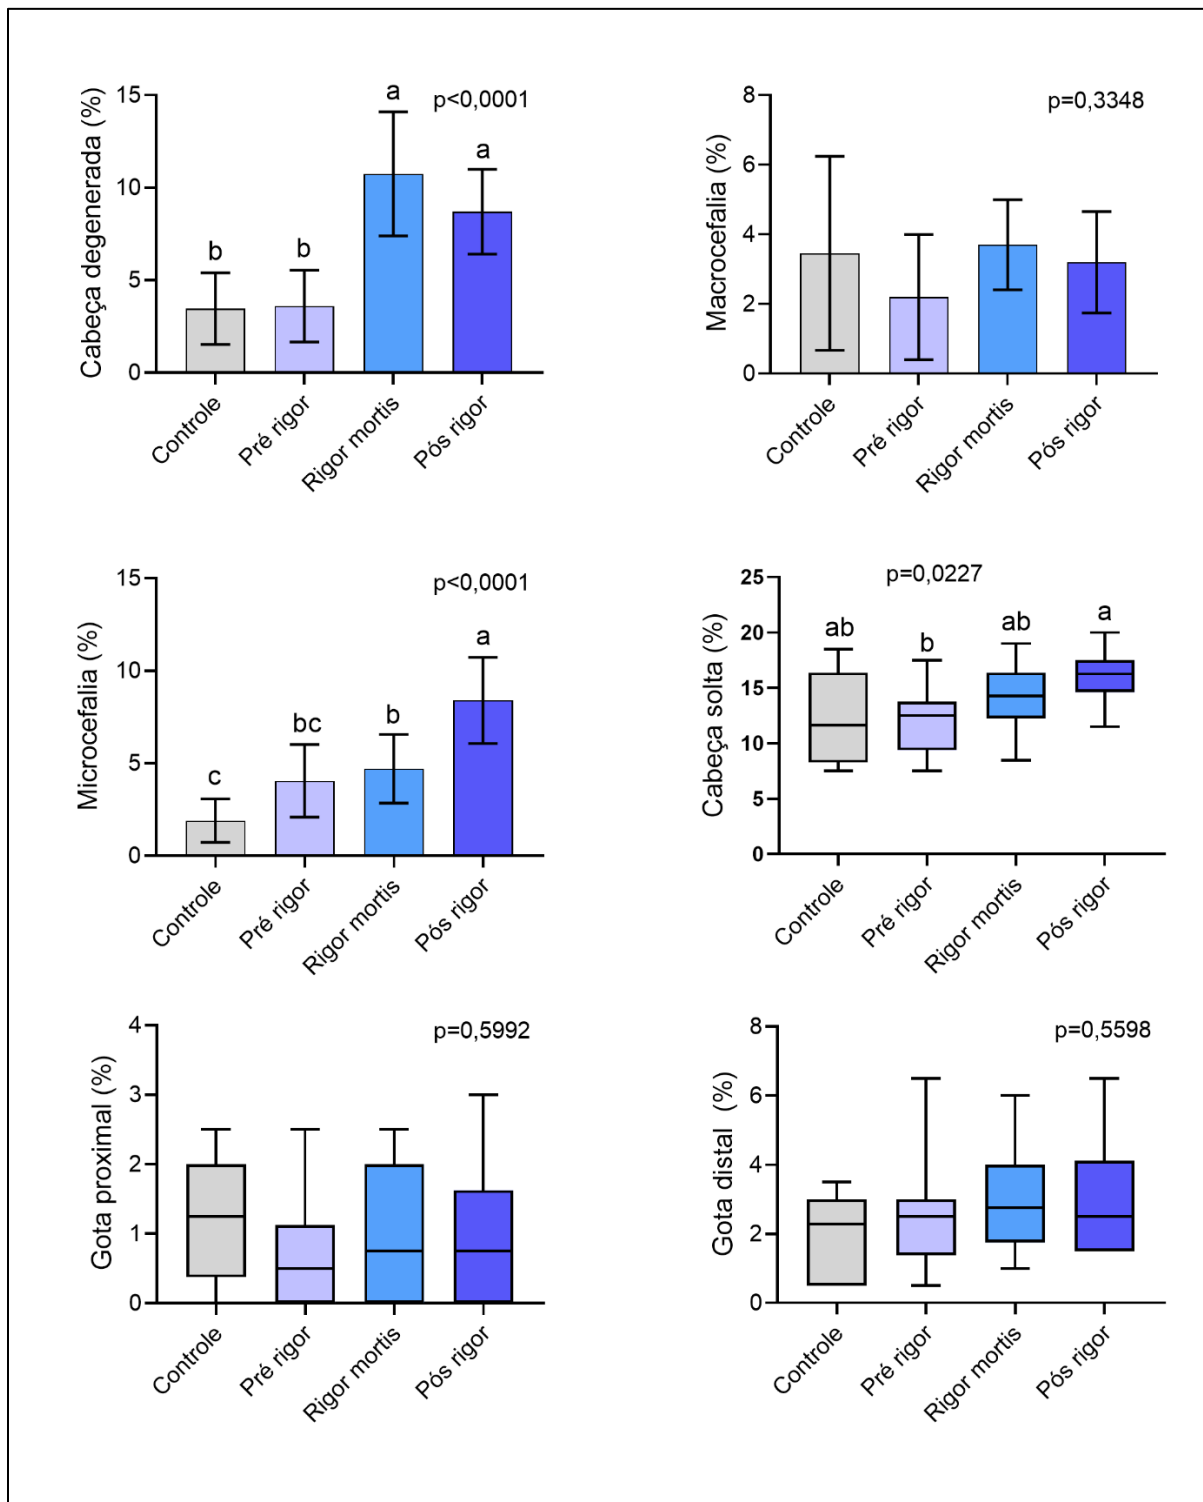 Cabeça degenerada (%)
15
10
5
0
p<0,0001
b
b
a
a
Controle
Pré rigor
Rigor mortis
Pós rigor
Macrocefalia (%)
8
6
4
2
0
p=0,3348
Controle
Pré rigor
Rigor mortis
Pós rigor
Microcefalia (%)
15
10
5
0
p<0,0001
c
bc
b
a
Controle
Pré rigor
Rigor mortis
Pós rigor
Cabeça solta (%)
25
20
15
10
5
0
p=0,0227
ab
b
ab
a
Controle
Pré rigor
Rigor mortis
Pós rigor
Gota proximal (%)
4
3
2
1
0
p=0,5992
Controle
Pré rigor
Rigor mortis
Pós rigor
Gota distal (%)
8
6
4
2
0
p=0,5598
Controle
Pré rigor
Rigor mortis
Pós rigor